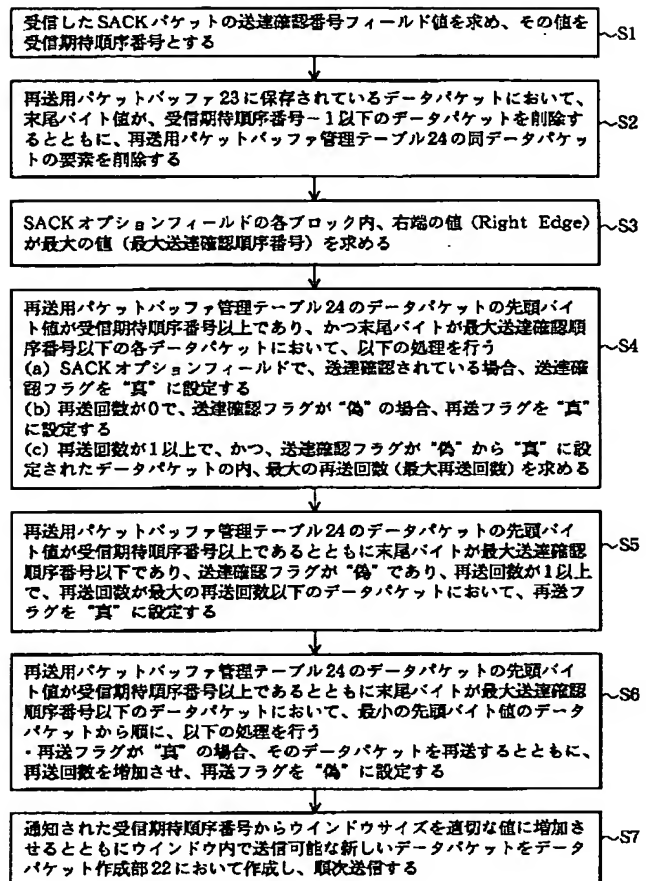 受信したSACKパケットの送達確認番号フィールド値を求め、その値を
受信期待順序番号とする
~S1
再送用パケットバッファ23に保存されているデータパケットにおいて、
末尾バイト値が、受信期待順序番号-1以下のデータパケットを削除す
るとともに、再送用パケットバッファ管理テーブル24の同データパケッ
トの要素を削除する
~S2
SACKオプションフィールドの各ブロック内、右端の値（Right Edge）
が最大の値（最大送達確認順序番号）を求める
~S3
再送用パケットバッファ管理テーブル24のデータパケットの先頭バイ
ト値が受信期待順序番号以上であり、かつ末尾バイトが最大送達確認順
序番号以下の各データパケットにおいて、以下の処理を行う
(a) SACKオプションフィールドで、送達確認されている場合、送達確
認フラグを“真”に設定する
(b) 再送回数が0で、送達確認フラグが“偽”の場合、再送フラグを“真”
に設定する
(c) 再送回数が1以上で、かつ、送達確認フラグが“偽”から“真”に設
定されたデータパケットの内、最大の再送回数（最大再送回数）を求める
~S4
再送用パケットバッファ管理テーブル24のデータパケットの先頭バイ
ト値が受信期待順序番号以上であるとともに末尾バイトが最大送達確認
順序番号以下であり、送達確認フラグが“偽”であり、再送回数が1以上
で、再送回数が最大の再送回数以下のデータパケットにおいて、再送フ
ラグを“真”に設定する
~S5
再送用パケットバッファ管理テーブル24のデータパケットの先頭バイ
ト値が受信期待順序番号以上であるとともに末尾バイトが最大送達確認
順序番号以下のデータパケットにおいて、最小の先頭バイト値のデータ
パケットから順に、以下の処理を行う
・再送フラグが“真”の場合、そのデータパケットを再送するとともに、
再送回数を増加させ、再送フラグを“偽”に設定する
~S6
通知された受信期待順序番号からウインドウサイズを適切な値に増加さ
せるとともにウインドウ内で送信可能な新しいデータパケットをデータ
パケット作成部22において作成し、順次送信する
~S7